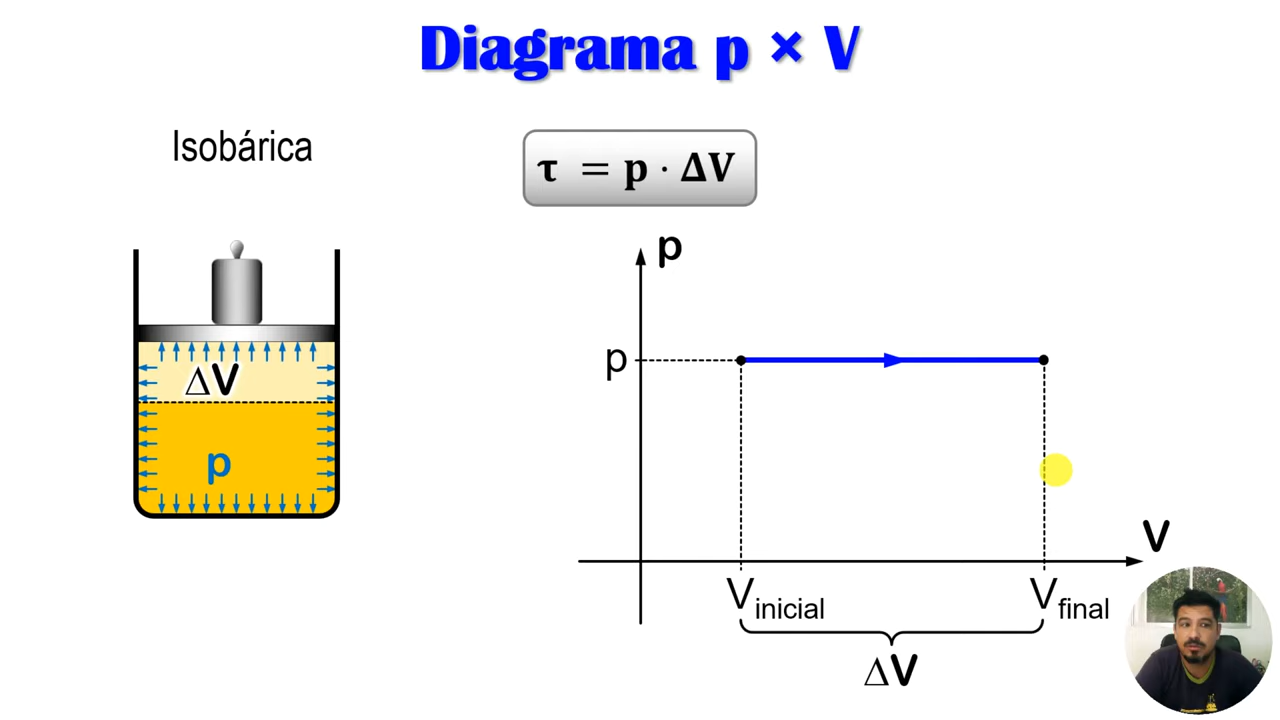 Diagrama p × V
Isobárica
τ = p · ΔV
ΔV
p
p
p
V
V inicial
V final
ΔV